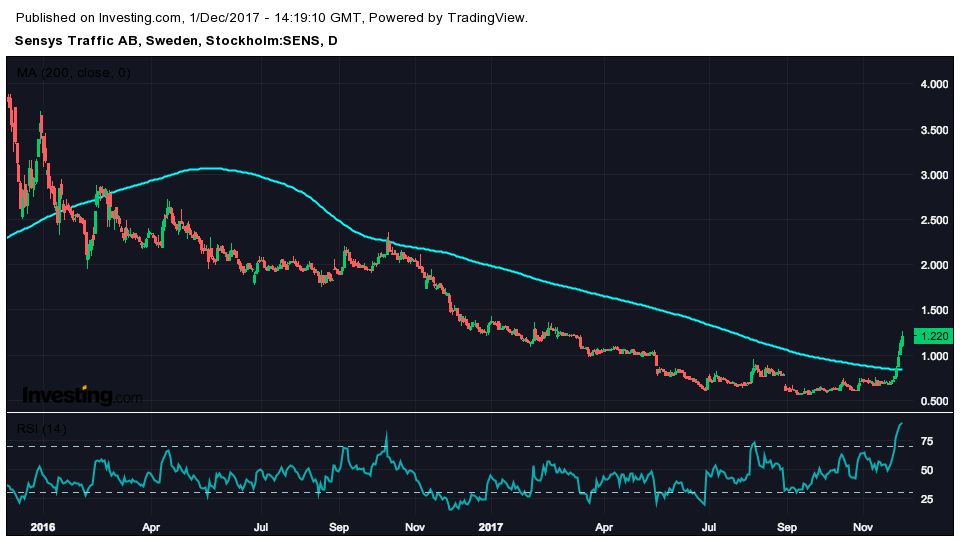 Published on Investing.com, 1/Dec/2017 - 14:19:10 GMT, Powered by TradingView.
Sensys Traffic AB, Sweden, Stockholm:SENS, D
MA (200, close, 0)
4.000
3.500
3.000
2.500
2.000
1.500
1.220
1.000
0.500
Investing.com
RSI (14)
75
50
25
2016 Apr Jul Sep Nov 2017 Apr Jul Sep Nov